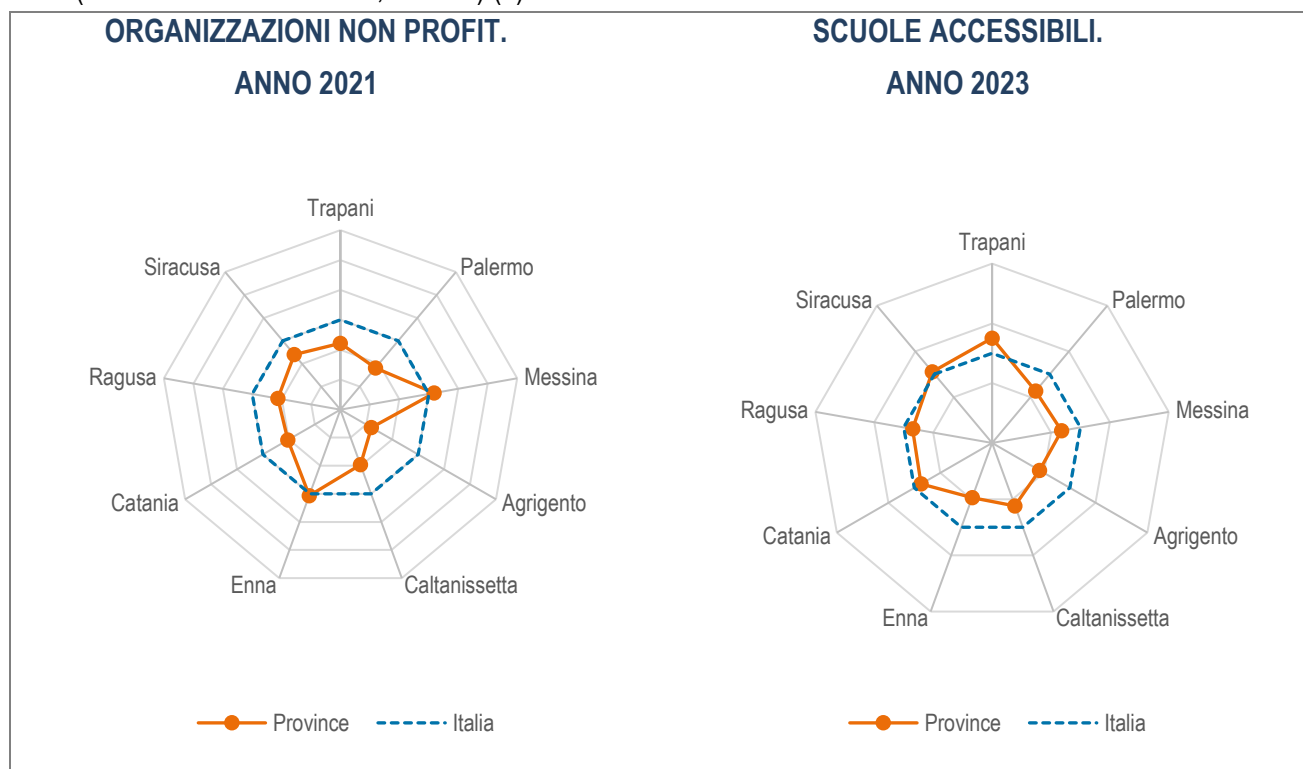 ORGANIZZAZIONI NON PROFIT.
ANNO 2021
Trapani
Palermo
Messina
Agrigento
Caltanissetta
Enna
Catania
Ragusa
Siracusa
Province
Italia
SCUOLE ACCESSIBILI.
ANNO 2023
Trapani
Palermo
Messina
Agrigento
Caltanissetta
Enna
Catania
Ragusa
Siracusa
Province
Italia